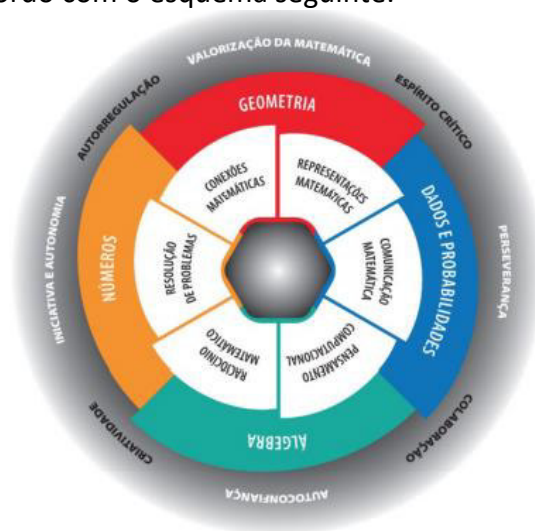 ordo com o esquema seguinte:
VALORIZAÇÃO DA MATEMÁTICA
ESPÍRITO CRÍTICO
PERSEVERANÇA
COLABORAÇÃO
AUTOCONFIANÇA
CRIATIVIDADE
INICIATIVA E AUTONOMIA
AUTORREGULAÇÃO
GEOMETRIA
DADOS E PROBABILIDADES
ÁLGEBRA
NÚMEROS
CONEXÕES
MATEMÁTICAS
REPRESENTAÇÕES
MATEMÁTICAS
COMUNICAÇÃO
MATEMÁTICA
PENSAMENTO
COMPUTACIONAL
RACIOCÍNIO
MATEMÁTICO
RESOLUÇÃO
DE PROBLEMAS